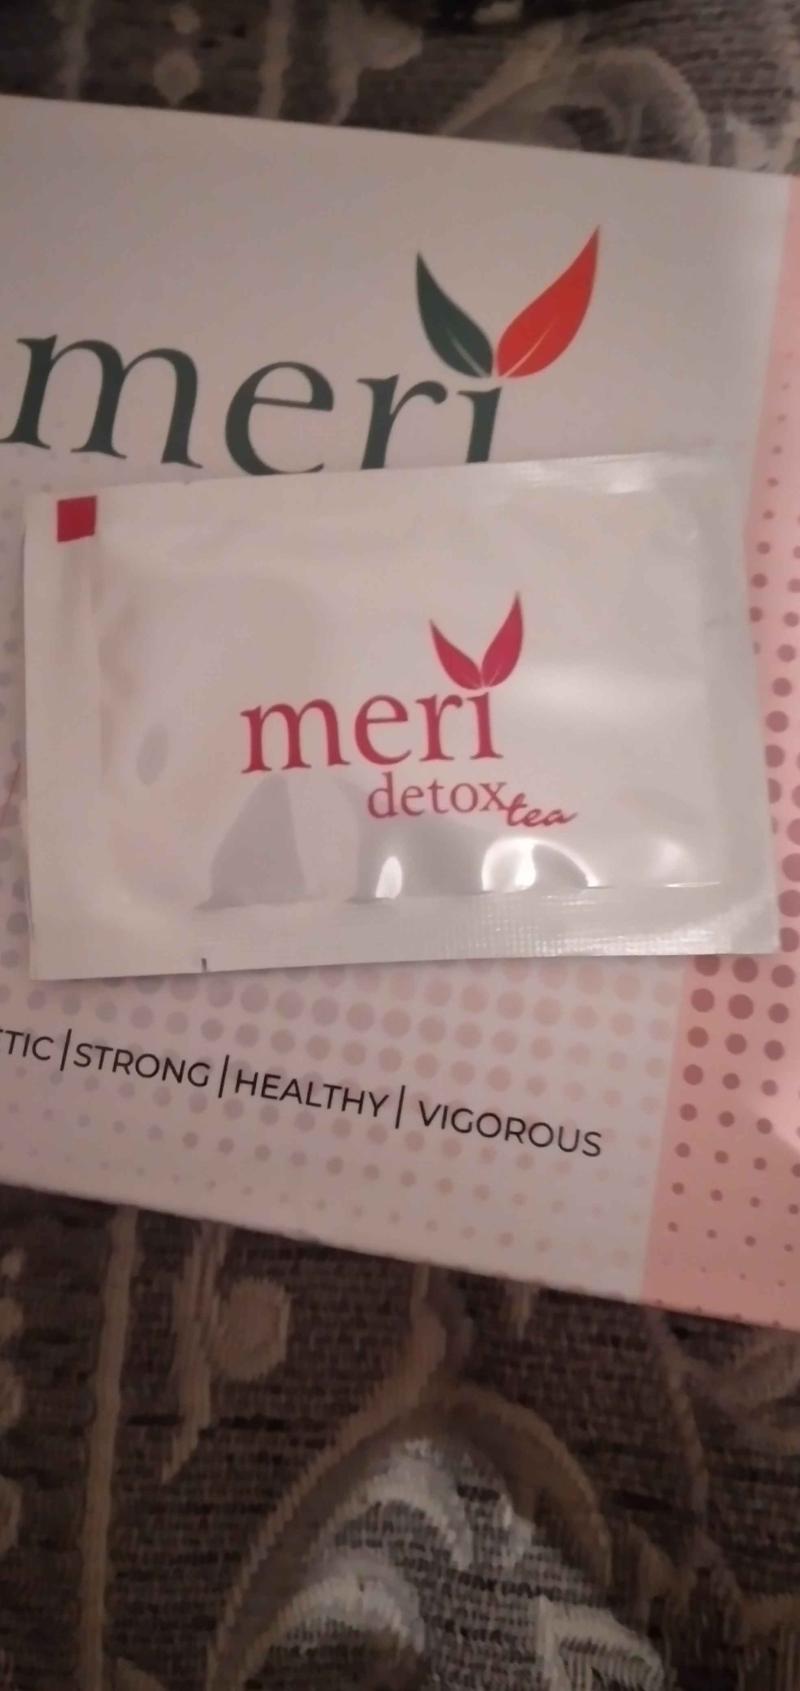 meri
meri
detox tea
STRONG | HEALTHY | VIGOROUS